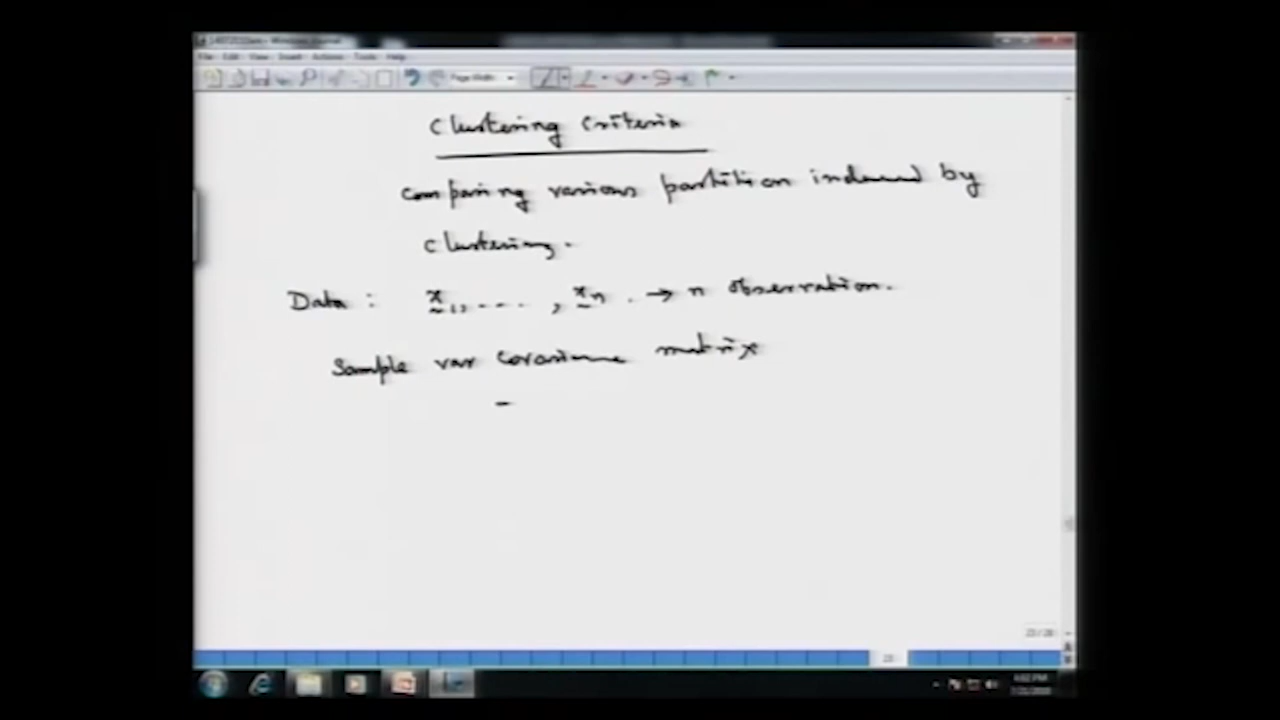 Clustering Criteria
Comparing various partition induced by
clustering.
Data : x1, ... , xn . → n observation.
Sample var covariance matrix